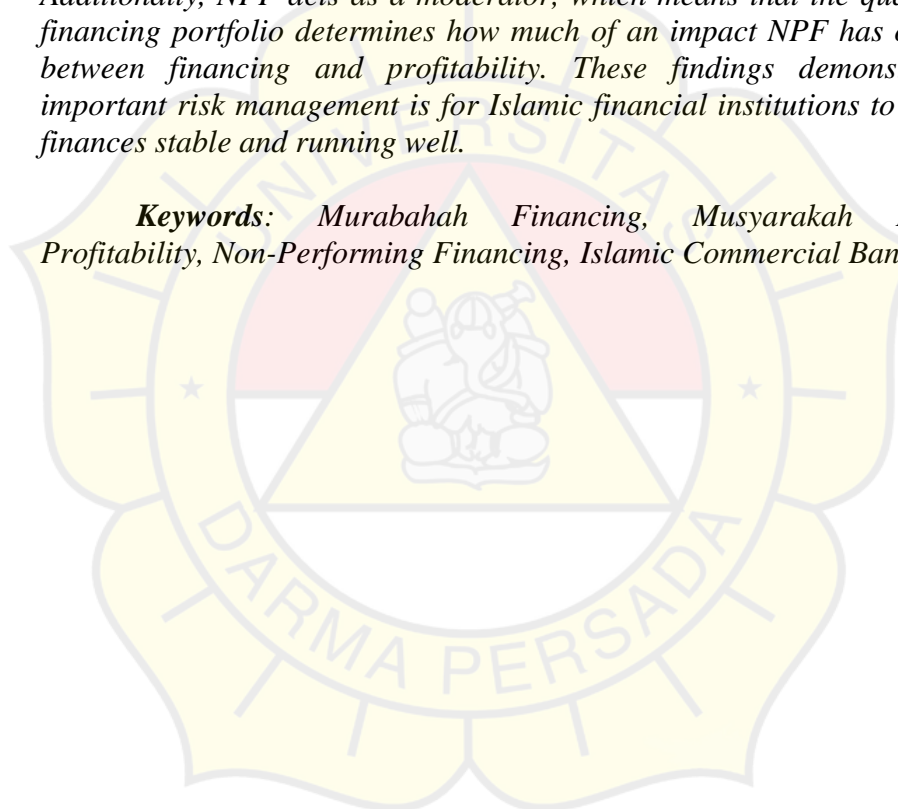 Additionally, NPF acts as a moderator, which means that the qua
financing portfolio determines how much of an impact NPF has
between financing and profitability. These findings demons
important risk management is for Islamic financial institutions to
finances stable and running well.
Keywords: Murabahah Financing, Musyarakah
Profitability, Non-Performing Financing, Islamic Commercial Ban
UNIVERSITAS
DARMA PERSADA